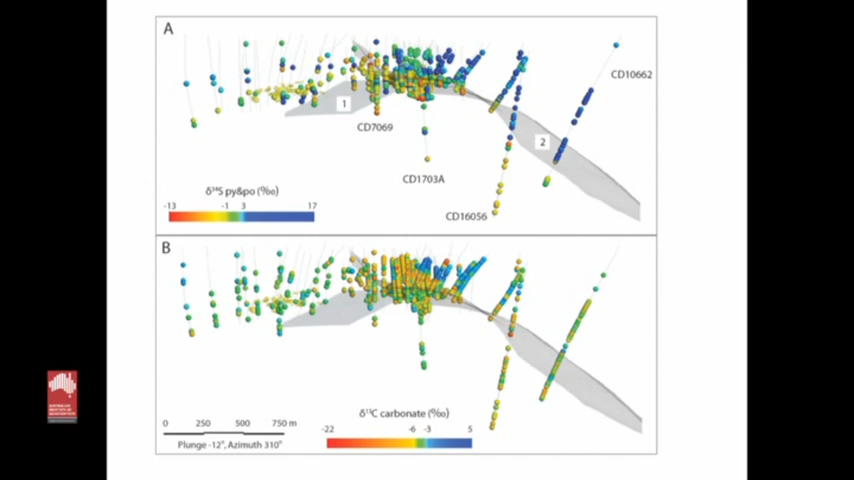 A
CD10662
1
CD7069
2
CD1703A
δ³⁴S py&po (‰)
-13 -1 3 17
CD16056
B
δ¹³C carbonate (‰)
0 250 500 750 m
-22 -6 -3 5
Plunge -12°, Azimuth 310°